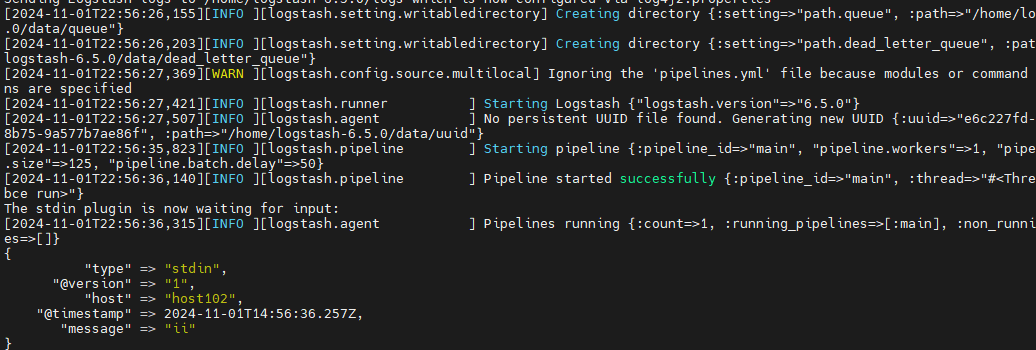 Sending Logstash logs to /home/logstash-6.5.0/logs which is now configured via log4j2.properties
[2024-11-01T22:56:26,155][INFO ][logstash.setting.writabledirectory] Creating directory {:setting=>"path.queue", :path=>"/home/lo
.0/data/queue"}
[2024-11-01T22:56:26,203][INFO ][logstash.setting.writabledirectory] Creating directory {:setting=>"path.dead_letter_queue", :pat
logstash-6.5.0/data/dead_letter_queue"}
[2024-11-01T22:56:27,369][WARN ][logstash.config.source.multilocal] Ignoring the 'pipelines.yml' file because modules or command
ns are specified
[2024-11-01T22:56:27,421][INFO ][logstash.runner          ] Starting Logstash {"logstash.version"=>"6.5.0"}
[2024-11-01T22:56:27,507][INFO ][logstash.agent           ] No persistent UUID file found. Generating new UUID {:uuid=>"e6c227fd-
8b75-9a577b7ae86f", :path=>"/home/logstash-6.5.0/data/uuid"}
[2024-11-01T22:56:35,823][INFO ][logstash.pipeline        ] Starting pipeline {:pipeline_id=>"main", "pipeline.workers"=>1, "pipe
.size"=>125, "pipeline.batch.delay"=>50}
[2024-11-01T22:56:36,140][INFO ][logstash.pipeline        ] Pipeline started successfully {:pipeline_id=>"main", :thread=>"#<Thre
bce run>"}
The stdin plugin is now waiting for input:
[2024-11-01T22:56:36,315][INFO ][logstash.agent           ] Pipelines running {:count=>1, :running_pipelines=>[:main], :non_runni
es=>[]}
{
"type" => "stdin",
"@version" => "1",
"host" => "host102",
"@timestamp" => 2024-11-01T14:56:36.257Z,
"message" => "ii"
}